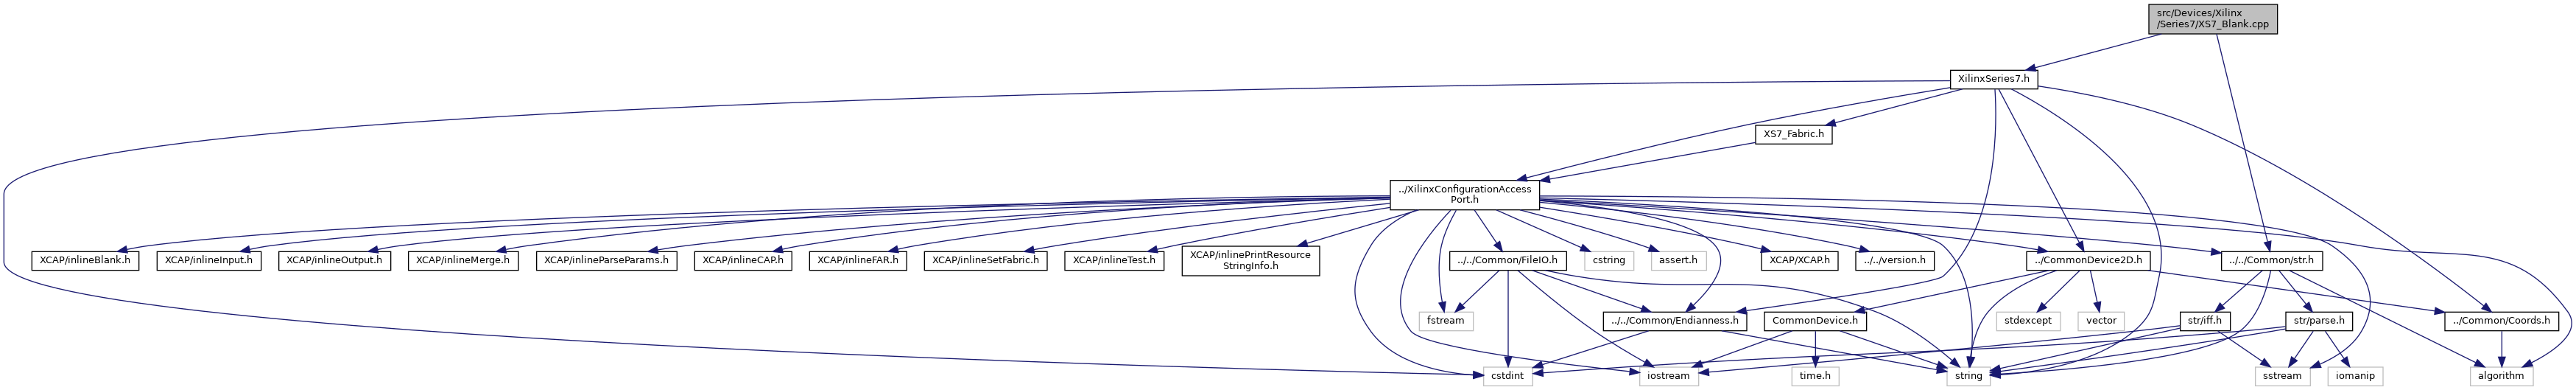 src/Devices/Xilinx
/Series7/XS7_Blank.cpp
XilinxSeries7.h
XS7_Fabric.h
../XilinxConfigurationAccess
Port.h
XCAP/inlineBlank.h
XCAP/inlineInput.h
XCAP/inlineOutput.h
XCAP/inlineMerge.h
XCAP/inlineParseParams.h
XCAP/inlineCAP.h
XCAP/inlineFAR.h
XCAP/inlineSetFabric.h
XCAP/inlineTest.h
XCAP/inlinePrintResource
StringInfo.h
../../Common/FileIO.h
cstring
assert.h
XCAP/XCAP.h
../../version.h
../CommonDevice2D.h
../../Common/str.h
fstream
../../Common/Endianness.h
CommonDevice.h
stdexcept
vector
str/iff.h
str/parse.h
../Common/Coords.h
cstdint
iostream
time.h
string
sstream
iomanip
algorithm